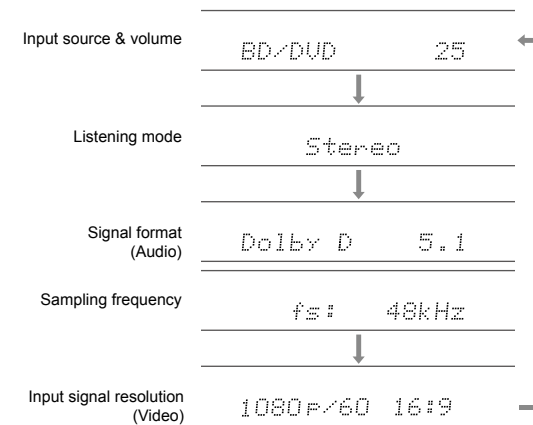 Input source & volume
BD/DVD 25
Listening mode
Stereo
Signal format
(Audio)
Dolby D 5.1
Sampling frequency
fs: 48kHz
Input signal resolution
(Video)
1080p/60 16:9